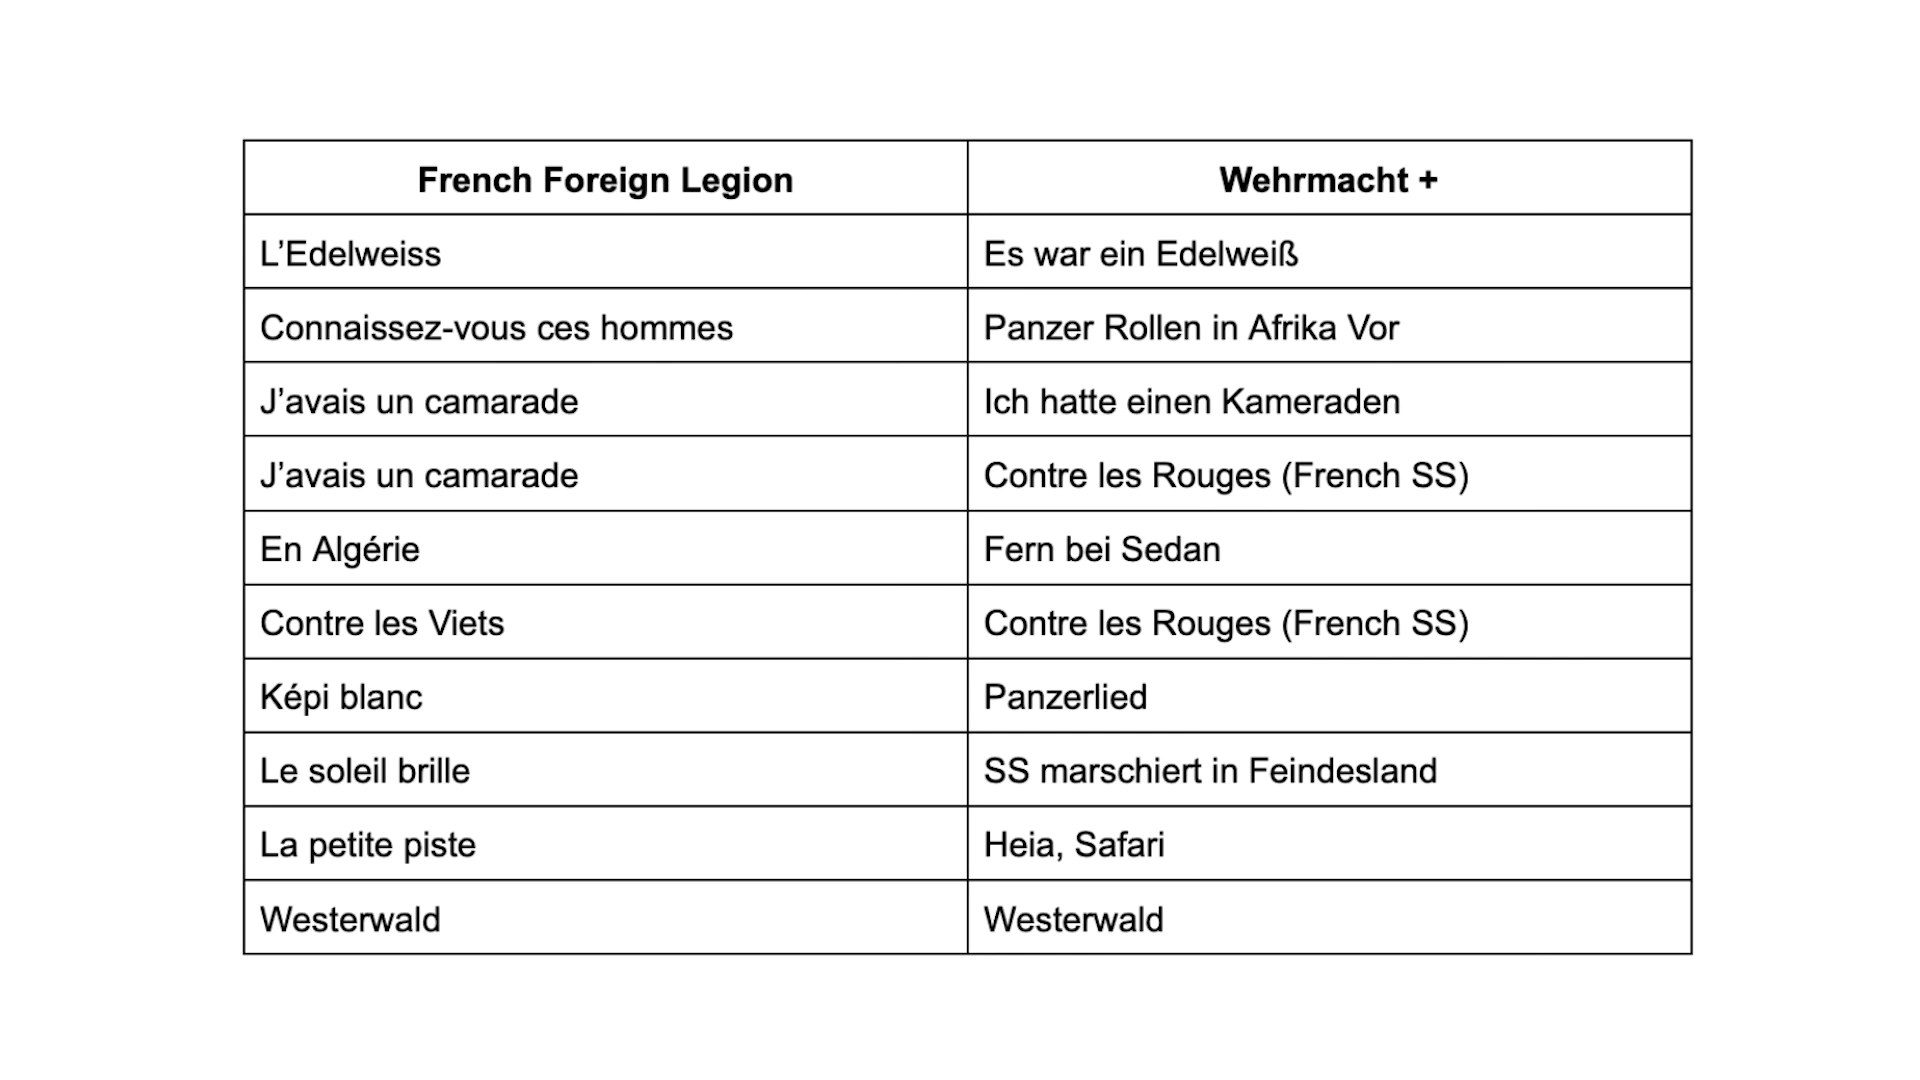 French Foreign Legion Wehrmacht +
L’Edelweiss Es war ein Edelweiß
Connaissez-vous ces hommes Panzer Rollen in Afrika Vor
J’avais un camarade Ich hatte einen Kameraden
J’avais un camarade Contre les Rouges (French SS)
En Algérie Fern bei Sedan
Contre les Viets Contre les Rouges (French SS)
Képi blanc Panzerlied
Le soleil brille SS marschiert in Feindesland
La petite piste Heia, Safari
Westerwald Westerwald